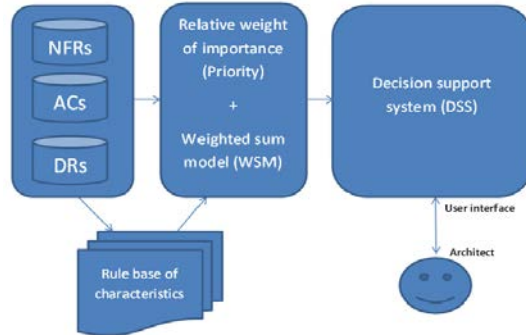 NFRs
ACs
DRs
Relative weight
of importance
(Priority)
+
Weighted sum
model (WSM)
Decision support
system (DSS)
User interface
Architect
Rule base of
characteristics